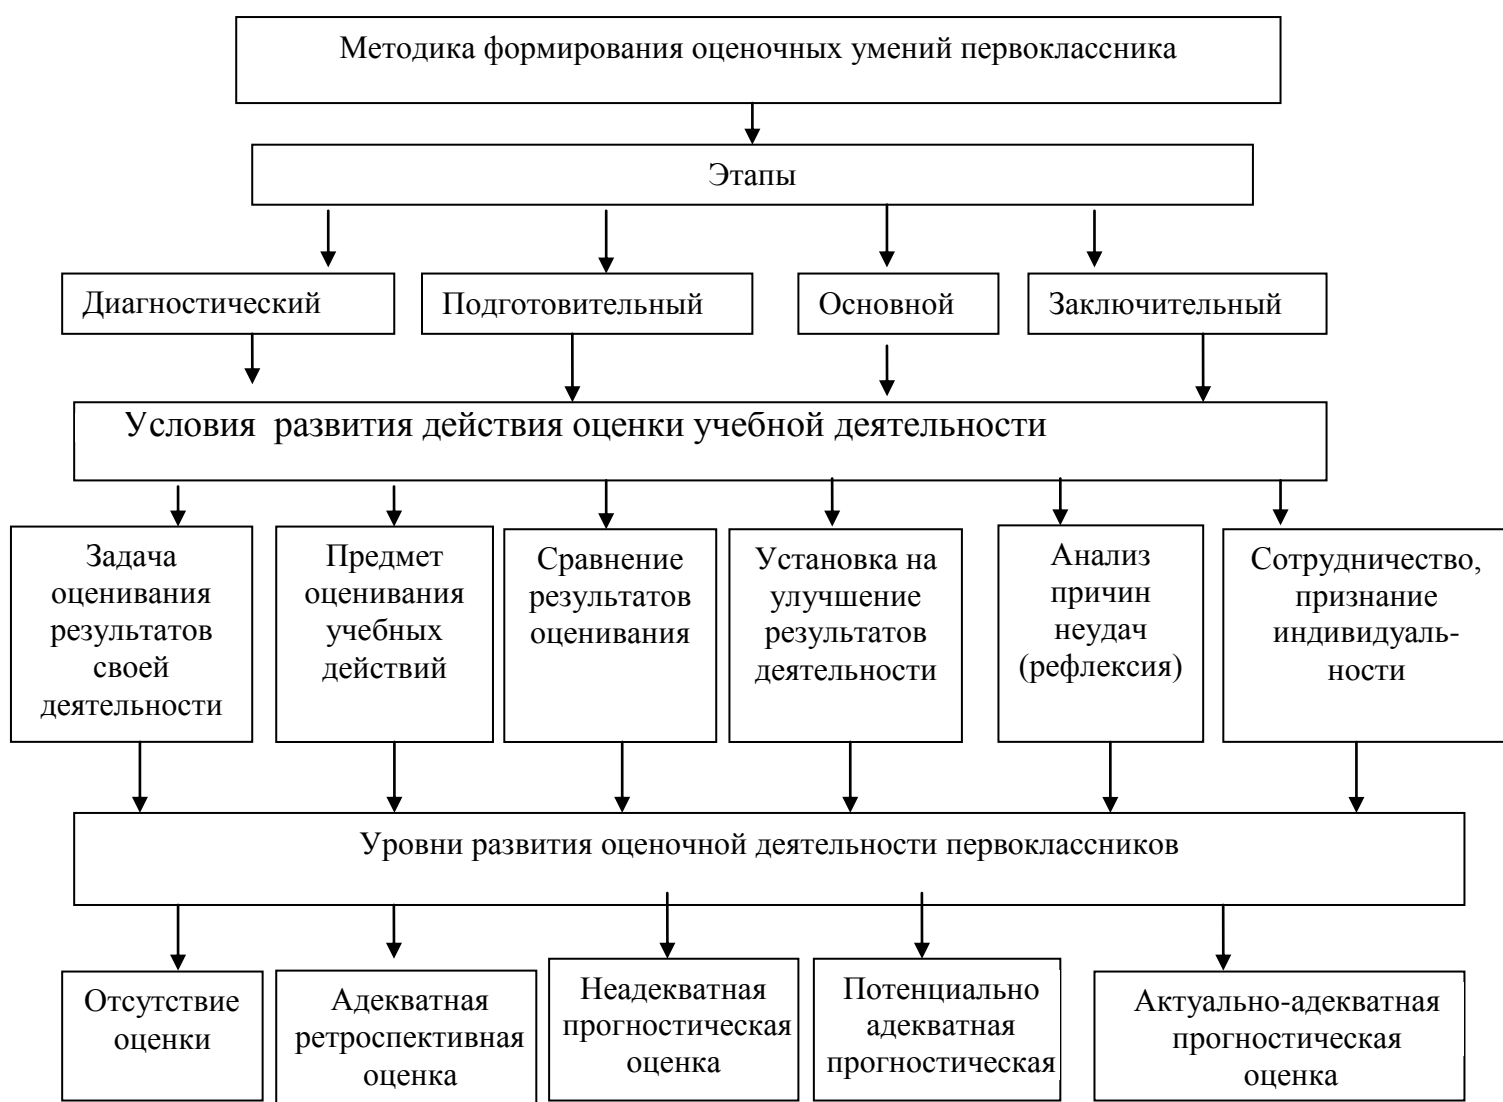 Методика формирования оценочных умений первоклассника
Этапы
Диагностический
Подготовительный
Основной
Заключительный
Условия развития действия оценки учебной деятельности
Задача
оценивания
результатов
своей
деятельности
Предмет
оценивания
учебных
действий
Сравнение
результатов
оценивания
Установка на
улучшение
результатов
деятельности
Анализ
причин
неудач
(рефлексия)
Сотрудничество,
признание
индивидуаль-
ности
Уровни развития оценочной деятельности первоклассников
Отсутствие
оценки
Адекватная
ретроспективная
оценка
Неадекватная
прогностическая
оценка
Потенциально
адекватная
прогностическая
Актуально-адекватная
прогностическая
оценка